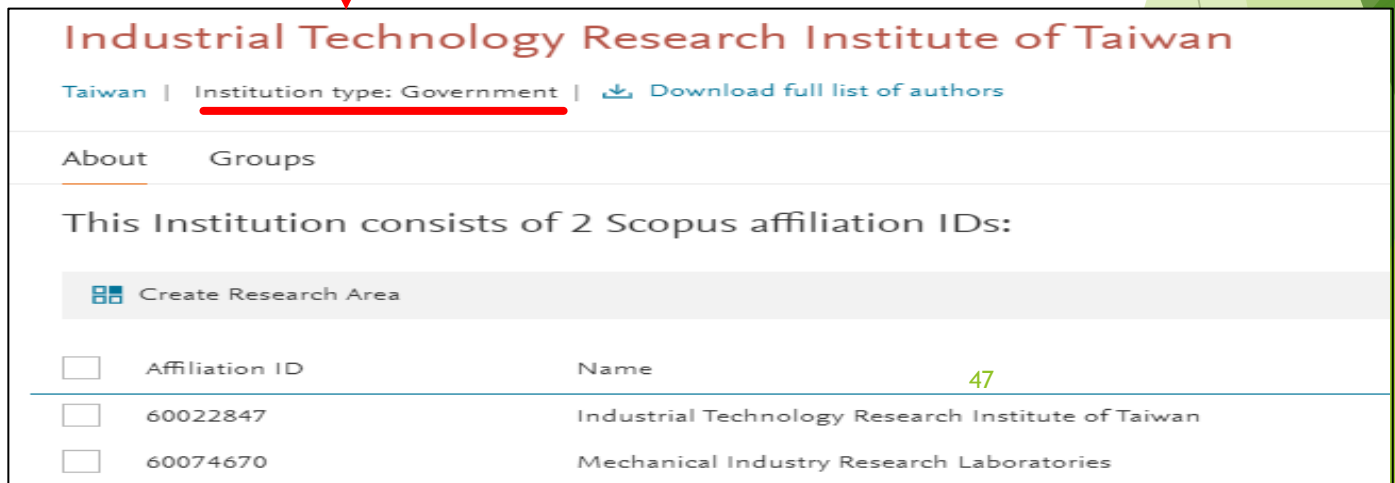 Industrial Technology Research Institute of Taiwan
Taiwan | Institution type: Government | Download full list of authors
About Groups
This Institution consists of 2 Scopus affiliation IDs:
Create Research Area
Affiliation ID Name
47
60022847 Industrial Technology Research Institute of Taiwan
60074670 Mechanical Industry Research Laboratories